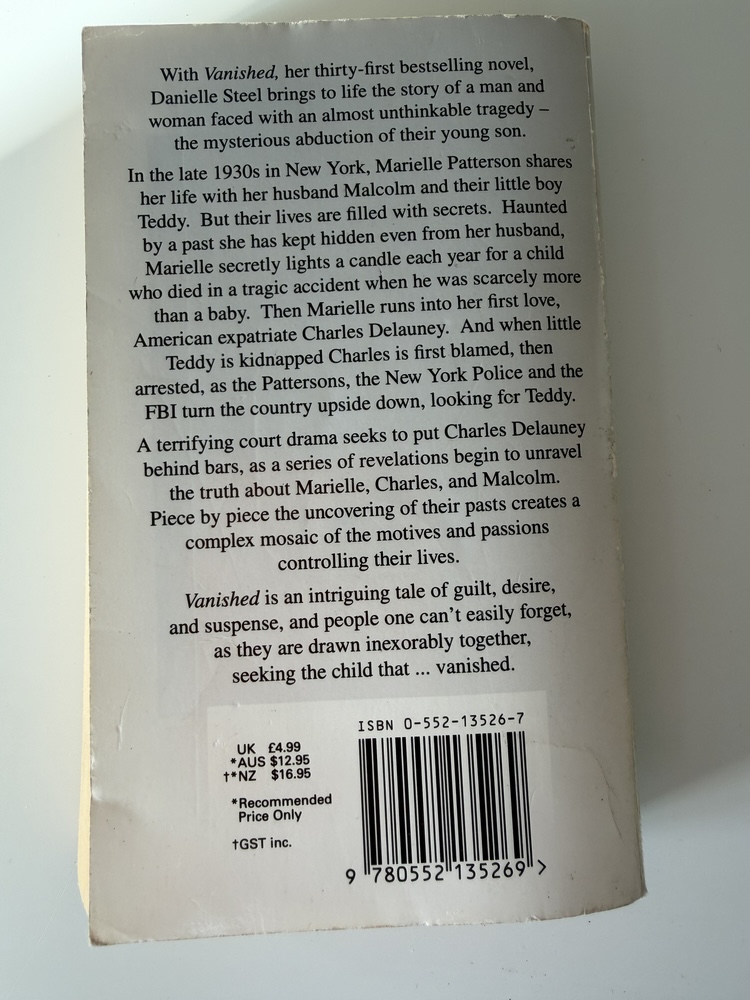 With Vanished, her thirty-first bestselling novel,
Danielle Steel brings to life the story of a man and
woman faced with an almost unthinkable tragedy –
the mysterious abduction of their young son.
In the late 1930s in New York, Marielle Patterson shares
her life with her husband Malcolm and their little boy
Teddy. But their lives are filled with secrets. Haunted
by a past she has kept hidden even from her husband,
Marielle secretly lights a candle each year for a child
who died in a tragic accident when he was scarcely more
than a baby. Then Marielle runs into her first love,
American expatriate Charles Delauney. And when little
Teddy is kidnapped Charles is first blamed, then
arrested, as the Pattersons, the New York Police and the
FBI turn the country upside down, looking for Teddy.
A terrifying court drama seeks to put Charles Delauney
behind bars, as a series of revelations begin to unravel
the truth about Marielle, Charles, and Malcolm.
Piece by piece the uncovering of their pasts creates a
complex mosaic of the motives and passions
controlling their lives.
Vanished is an intriguing tale of guilt, desire,
and suspense, and people one can't easily forget,
as they are drawn inexorably together,
seeking the child that ... vanished.
ISBN 0-552-13526-7
UK £4.99
*AUS $12.95
†*NZ $16.95
*Recommended
Price Only
†GST inc.
9 780552 135269 >